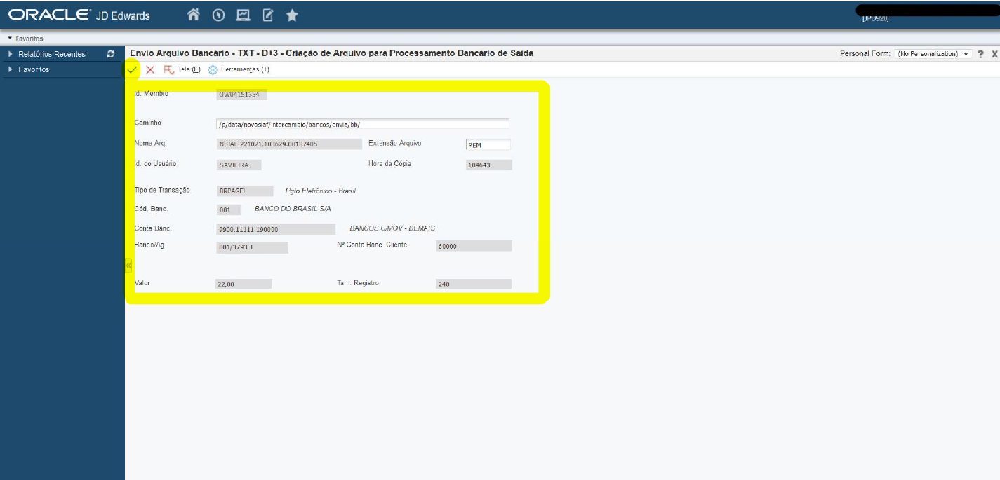 ORACLE JD Edwards
[JPD920]
Favoritos
Relatórios Recentes
Favoritos
Envio Arquivo Bancário - TXT - D+3 - Criação de Arquivo para Processamento Bancário de Saída
Personal Form: (No Personalization) ? X
Tela (F) Ferramentas (T)
Id. Membro OW04151354
Caminho /p/data/novosiaf/intercambio/bancos/envia/bb/
Nome Arq. NSIAF.221021.103629.00107405 Extensão Arquivo REM
Id. do Usuário SAVIEIRA Hora da Cópia 104643
Tipo de Transação BRPAGEL Pgto Eletrônico - Brasil
Cód. Banc. 001 BANCO DO BRASIL S/A
Conta Banc. 9900.11111.190000 BANCOS C/MOV - DEMAIS
Banco/Ag. 001/3793-1 Nº Conta Banc. Cliente 60000
Valor 22,00 Tam. Registro 240